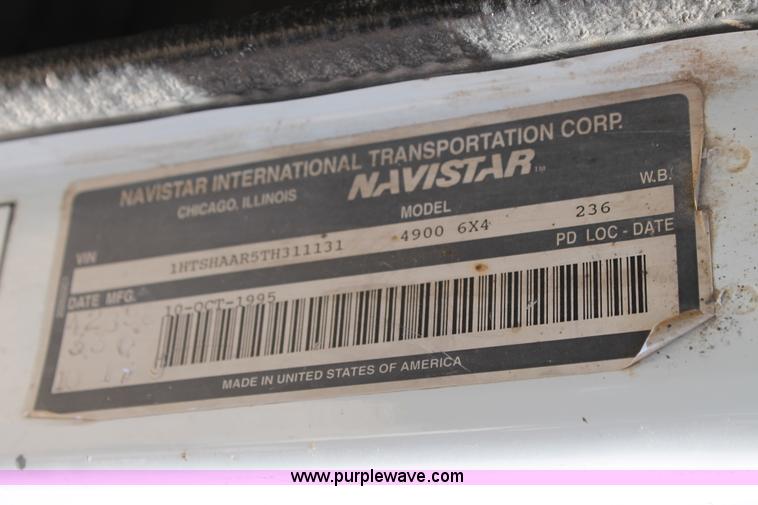 NAVISTAR INTERNATIONAL TRANSPORTATION CORP.
CHICAGO, ILLINOIS NAVISTAR™
VIN MODEL W.B.
1HTSHAAR5TH311131 4900 6X4 236
DATE MFG. PD LOC - DATE
10-OCT-1995
MADE IN UNITED STATES OF AMERICA
www.purplewave.com